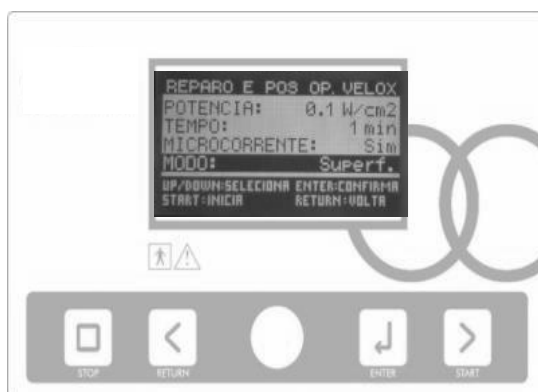 REPARO E POS OP. VELOX
POTENCIA: 0.1 W/cm2
TEMPO: 1 min
MICROCORRENTE: Sim
MODO: Superf.
UP/DOWN:SELECIONA ENTER:CONFIRMA
START:INICIA RETURN:VOLTA
STOP RETURN ENTER START